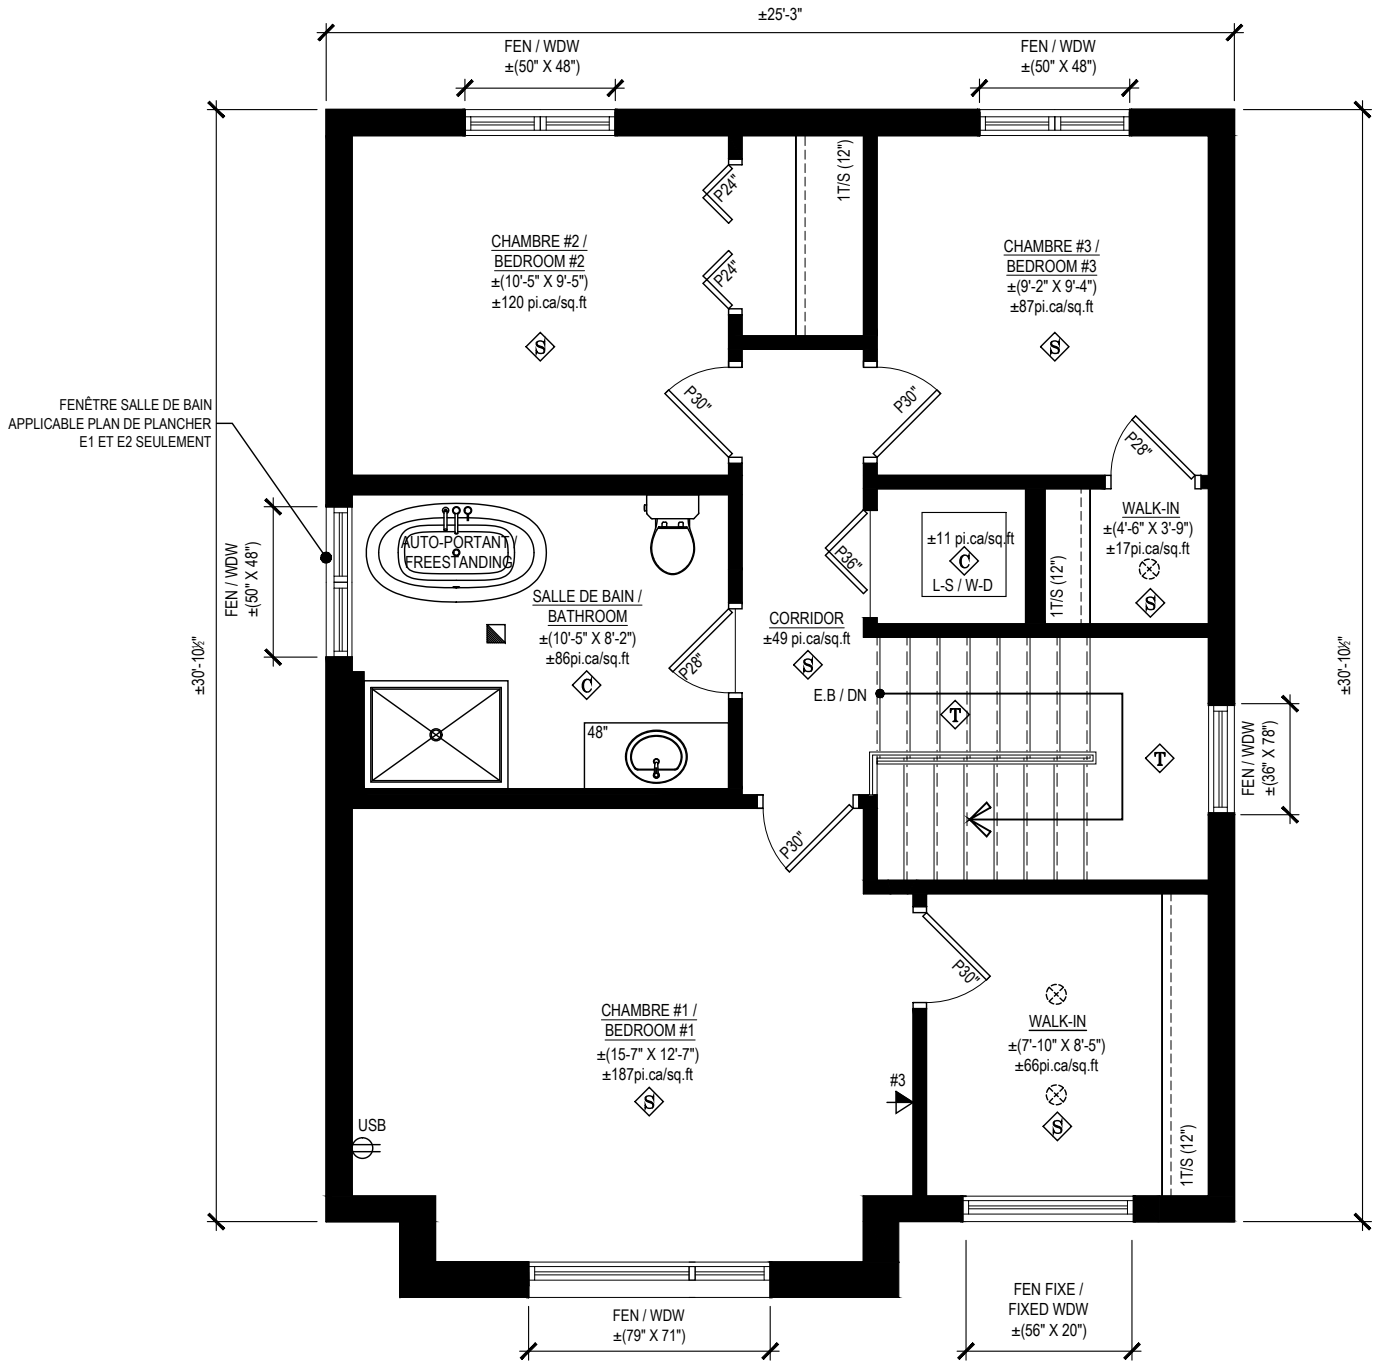 ±25'-3"
FEN / WDW
±(50" X 48")
FEN / WDW
±(50" X 48")
1T/S (12")
P24"
P24"
CHAMBRE #2 /
BEDROOM #2
±(10'-5" X 9'-5")
±120 pi.ca/sq.ft
S
CHAMBRE #3 /
BEDROOM #3
±(9'-2" X 9'-4")
±87pi.ca/sq.ft
S
P30"
P30"
P28"
FENÊTRE SALLE DE BAIN
APPLICABLE PLAN DE PLANCHER
E1 ET E2 SEULEMENT
FEN / WDW
±(50" X 48")
±30'-10½"
AUTO-PORTANT /
FREESTANDING
SALLE DE BAIN /
BATHROOM
±(10'-5" X 8'-2")
±86pi.ca/sq.ft
C
P28"
48"
P36"
±11 pi.ca/sq.ft
C
L-S / W-D
WALK-IN
±(4'-6" X 3'-9")
±17pi.ca/sq.ft
S
1T/S (12")
CORRIDOR
±49 pi.ca/sq.ft
S
E.B / DN
T
T
FEN / WDW
±(36" X 78")
±30'-10½"
P30"
P30"
CHAMBRE #1 /
BEDROOM #1
±(15-7" X 12'-7")
±187pi.ca/sq.ft
S
USB
#3
WALK-IN
±(7'-10" X 8'-5")
±66pi.ca/sq.ft
S
1T/S (12")
FEN / WDW
±(79" X 71")
FEN FIXE /
FIXED WDW
±(56" X 20")